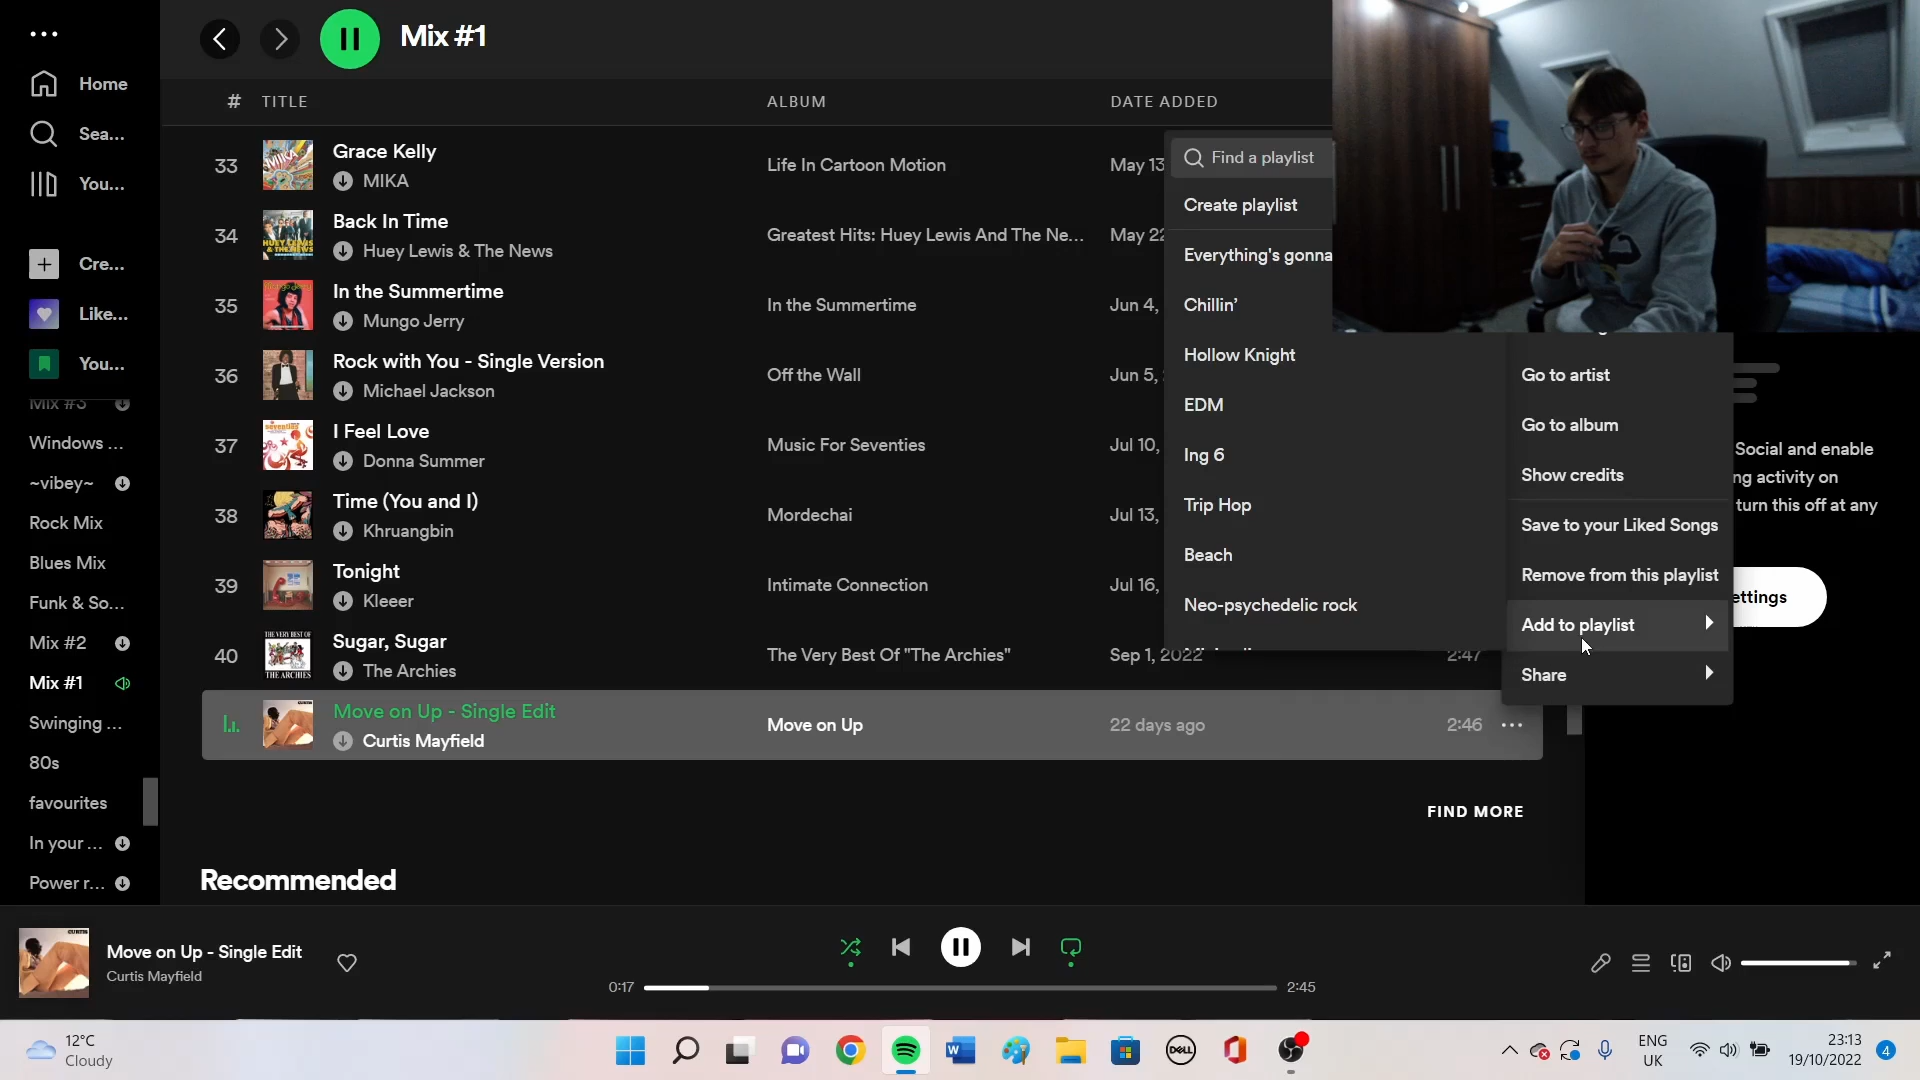 Mix #1
Home
Sea...
You...
Cre...
Like...
You...
Mix #3
Windows ...
~vibey~
Rock Mix
Blues Mix
Funk & So...
Mix #2
Mix #1
Swinging ...
80s
favourites
In your ...
Power r...
# TITLE ALBUM DATE ADDED
33 Grace Kelly Life In Cartoon Motion May 13
MIKA
34 Back In Time Greatest Hits: Huey Lewis And The Ne... May 22
Huey Lewis & The News
35 In the Summertime In the Summertime Jun 4,
Mungo Jerry
36 Rock with You - Single Version Off the Wall Jun 5,
Michael Jackson
37 I Feel Love Music For Seventies Jul 10,
Donna Summer
38 Time (You and I) Mordechai Jul 13,
Khruangbin
39 Tonight Intimate Connection Jul 16,
Kleeer
40 Sugar, Sugar The Very Best Of "The Archies" Sep 1, 2022 2:47
The Archies
Move on Up - Single Edit Move on Up 22 days ago 2:46
Curtis Mayfield
Find a playlist
Create playlist
Everything's gonna
Chillin'
Hollow Knight
EDM
Ing 6
Trip Hop
Beach
Neo-psychedelic rock
Go to artist
Go to album
Show credits
Save to your Liked Songs
Remove from this playlist
Add to playlist
Share
Social and enable
ng activity on
turn this off at any
ettings
FIND MORE
Recommended
Move on Up - Single Edit
Curtis Mayfield
0:17 2:45
12°C
Cloudy
DELL
ENG
UK
23:13
19/10/2022
4